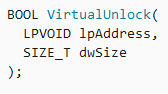 BOOL VirtualUnlock(
  LPVOID lpAddress,
  SIZE_T dwSize
);